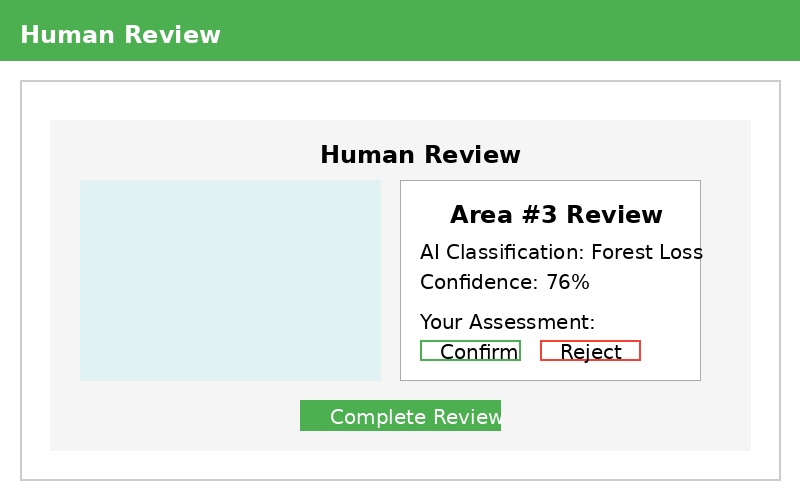 Human Review
Human Review
Area #3 Review
AI Classification: Forest Loss
Confidence: 76%
Your Assessment:
Confirm Reject
Complete Review